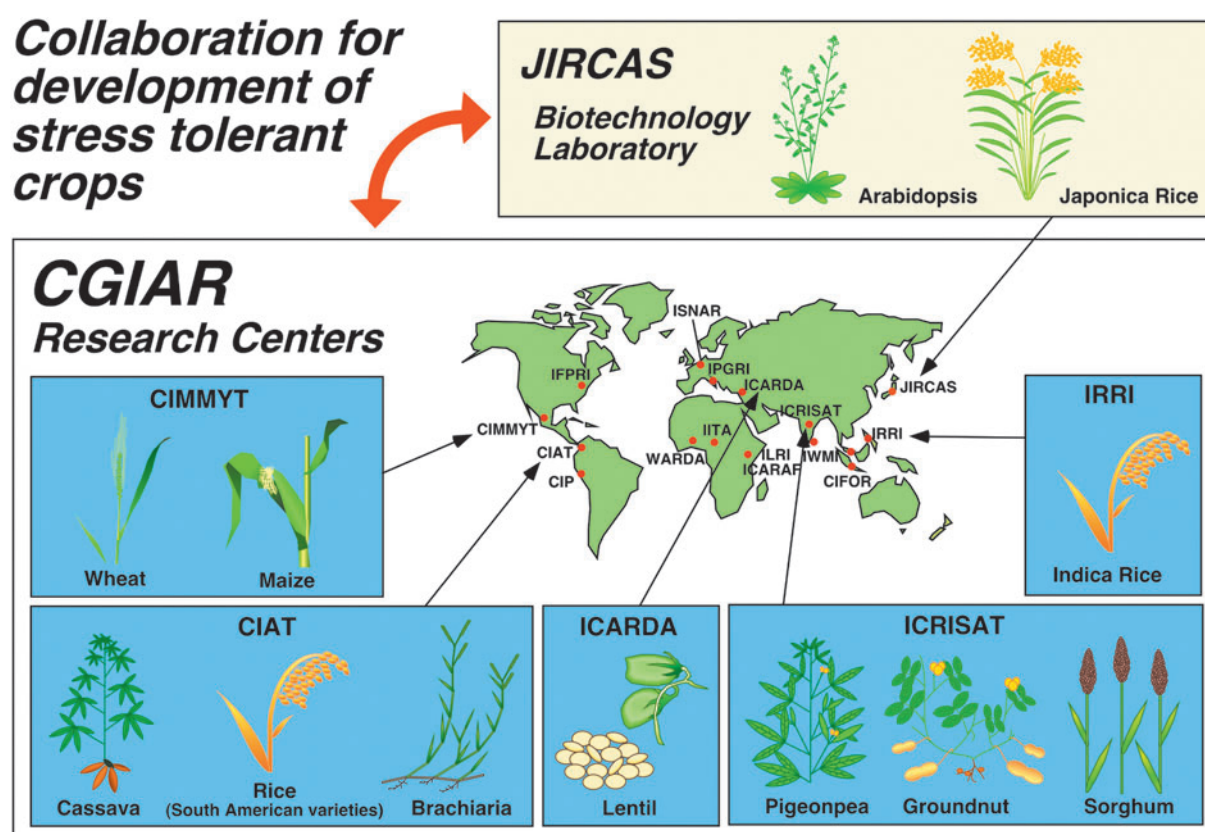 Collaboration for
development of
stress tolerant
crops
JIRCAS
Biotechnology
Laboratory
Arabidopsis
Japonica Rice
CGIAR
Research Centers
ISNAR
IFPRI
IPGRI
ICARDA
JIRCAS
ICRISAT
CIMMYT
IITA
IRRI
CIAT
WARDA
ILRI
IWMI
ICARAF
CIP
CIFOR
CIMMYT
Wheat
Maize
IRRI
Indica Rice
CIAT
Cassava
Rice
(South American varieties)
Brachiaria
ICARDA
Lentil
ICRISAT
Pigeonpea
Groundnut
Sorghum